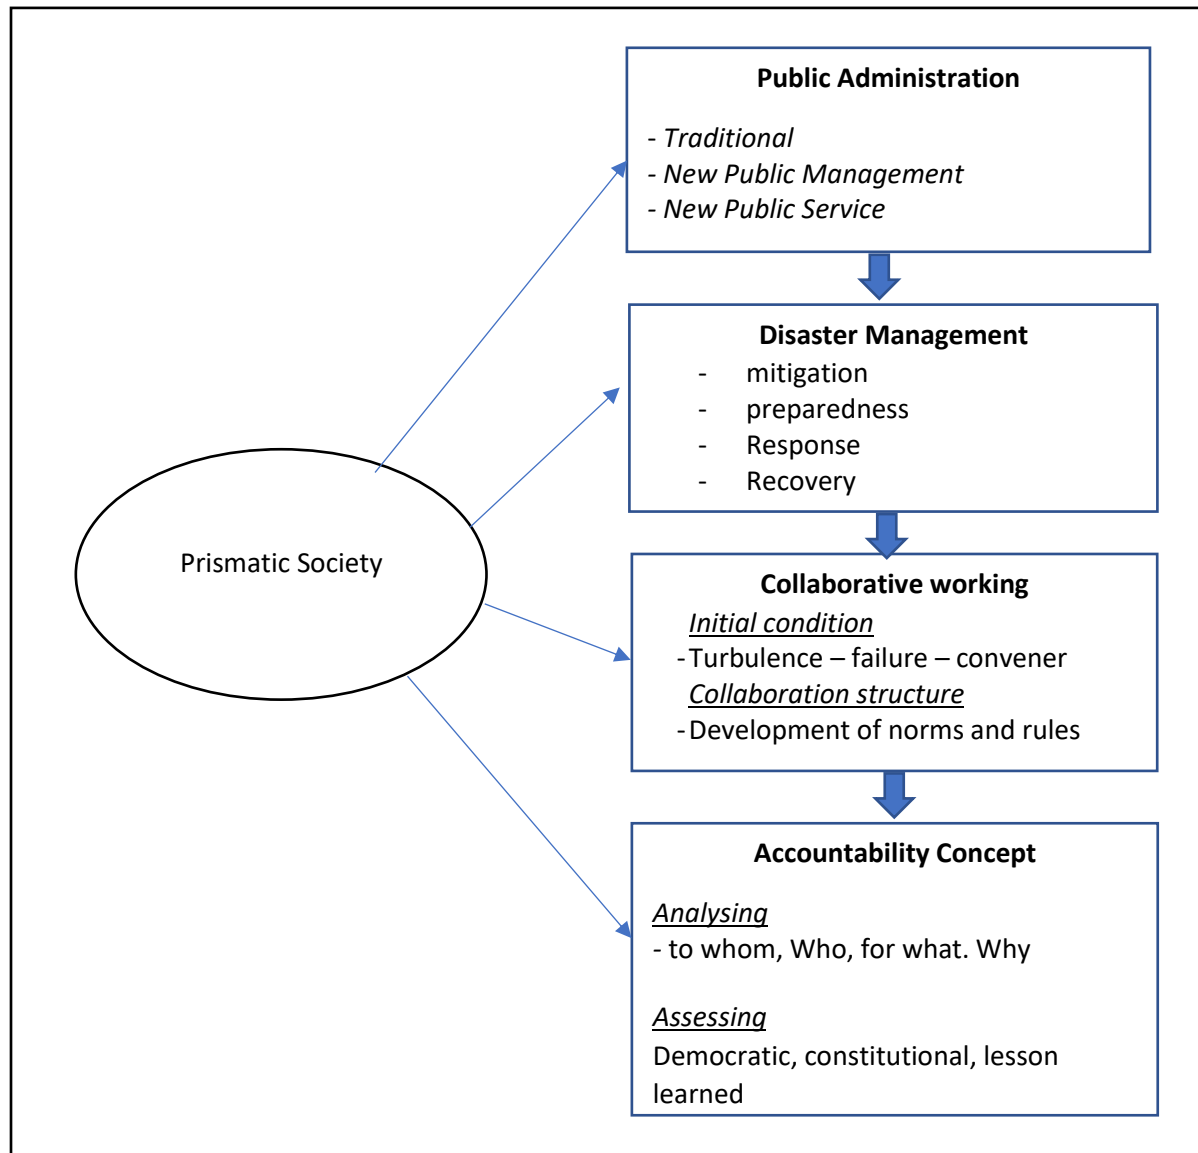 Public Administration
- Traditional
- New Public Management
- New Public Service
Disaster Management
- mitigation
- preparedness
- Response
- Recovery
Prismatic Society
Collaborative working
Initial condition
- Turbulence – failure – convener
Collaboration structure
- Development of norms and rules
Accountability Concept
Analysing
- to whom, Who, for what. Why
Assessing
Democratic, constitutional, lesson
learned